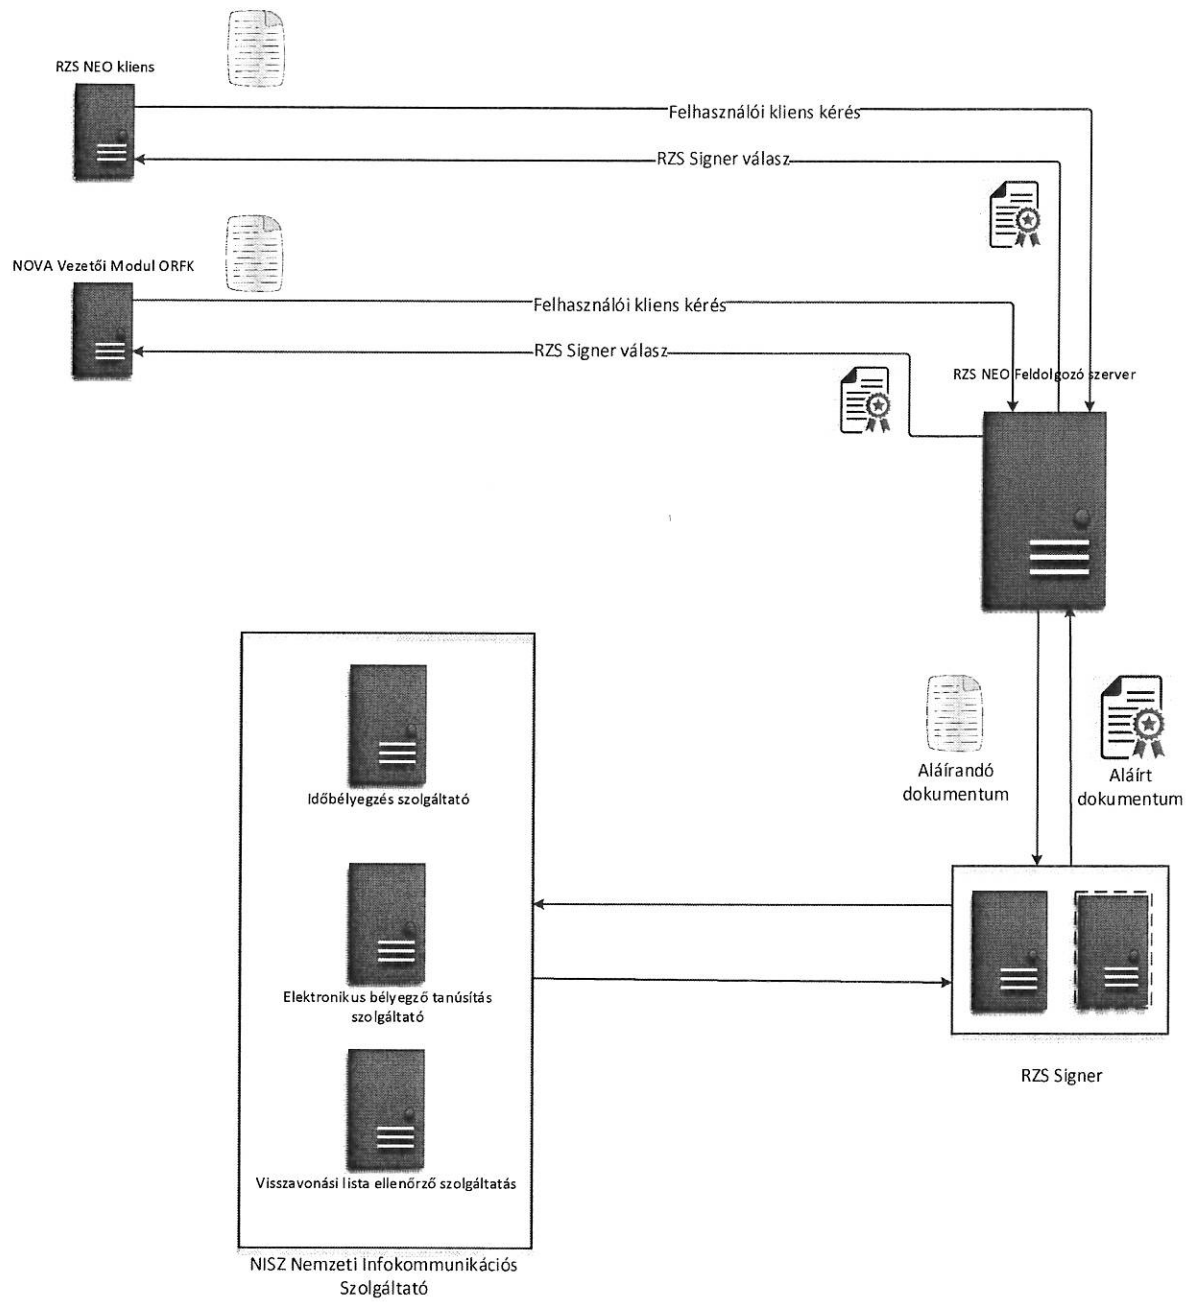 RZS NEO kliens
Felhasználói kliens kérés
RZS Signer válasz
NOVA Vezetői Modul ORFK
Felhasználói kliens kérés
RZS Signer válasz
RZS NEO Feldolgozó szerver
Aláírandó
dokumentum
Aláírt
dokumentum
Időbélyegzés szolgáltató
Elektronikus bélyegző tanúsítás
szolgáltató
Visszavonási lista ellenőrző szolgáltatás
RZS Signer
NISZ Nemzeti Infokommunikációs
Szolgáltató